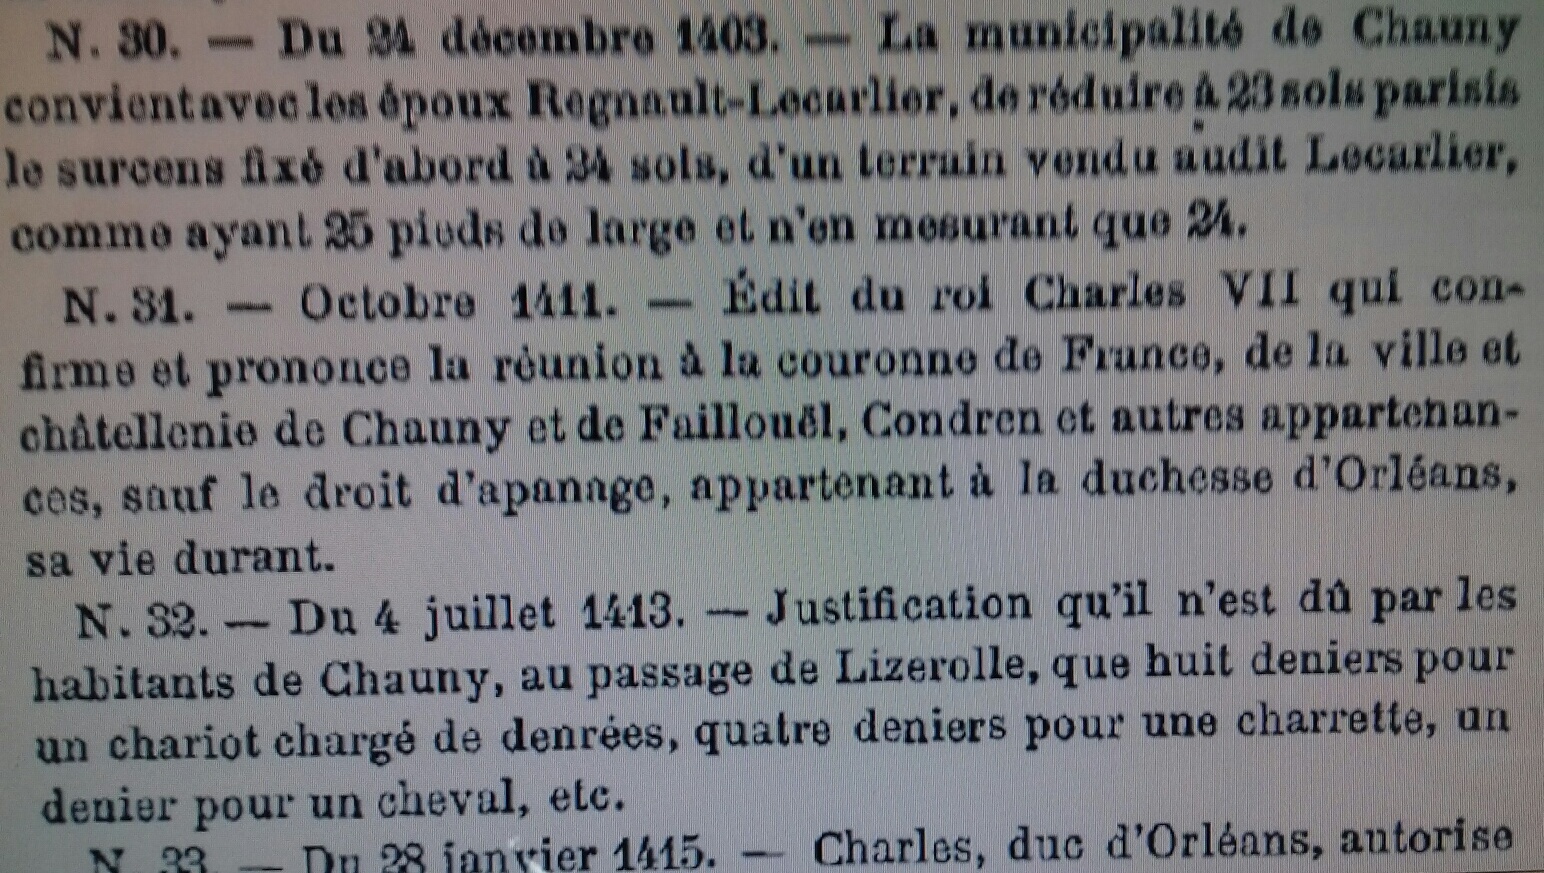 N. 30. — Du 24 décembre 1403. — La municipalité de Chauny
convient avec les époux Regnault-Lecarlier, de réduire à 23 sols parisis
le surcens fixé d'abord à 24 sols, d'un terrain vendu audit Lecarlier,
comme ayant 25 pieds de large et n'en mesurant que 24.
N. 31. — Octobre 1411. — Édit du roi Charles VII qui con-
firme et prononce la réunion à la couronne de France, de la ville et
châtellenie de Chauny et de Faillouël, Condren et autres appartenan-
ces, sauf le droit d'apanage, appartenant à la duchesse d'Orléans,
sa vie durant.
N. 32. — Du 4 juillet 1413. — Justification qu'il n'est dû par les
habitants de Chauny, au passage de Lizerolle, que huit deniers pour
un chariot chargé de denrées, quatre deniers pour une charrette, un
denier pour un cheval, etc.
N. 33. — Du 28 janvier 1415. — Charles, duc d'Orléans, autorise